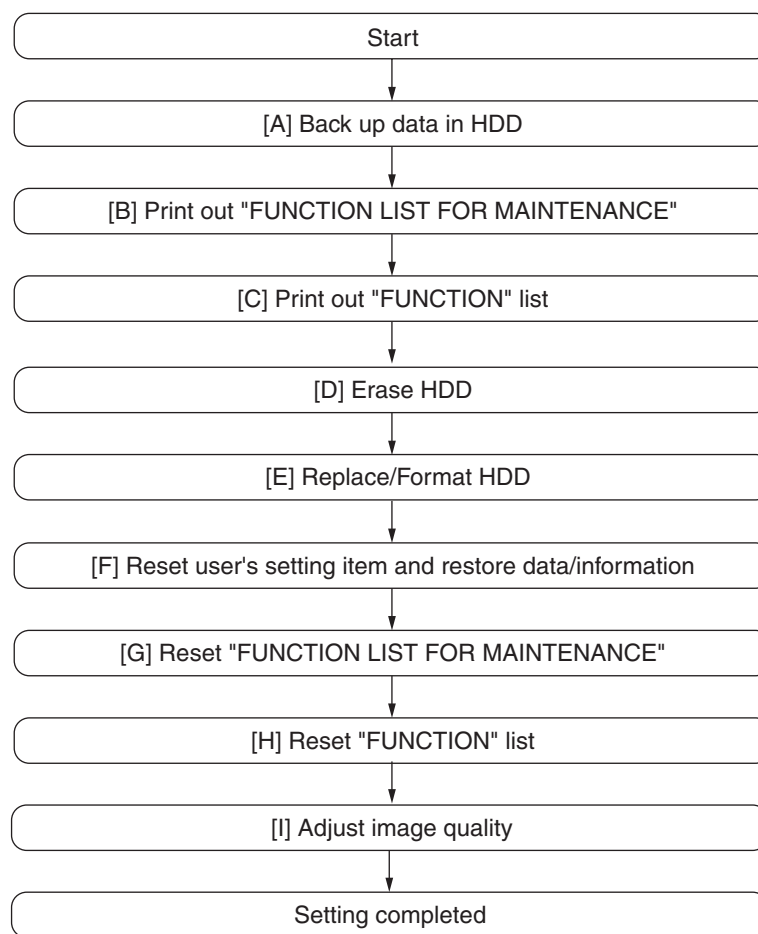 Start
[A] Back up data in HDD
[B] Print out "FUNCTION LIST FOR MAINTENANCE"
[C] Print out "FUNCTION" list
[D] Erase HDD
[E] Replace/Format HDD
[F] Reset user's setting item and restore data/information
[G] Reset "FUNCTION LIST FOR MAINTENANCE"
[H] Reset "FUNCTION" list
[I] Adjust image quality
Setting completed